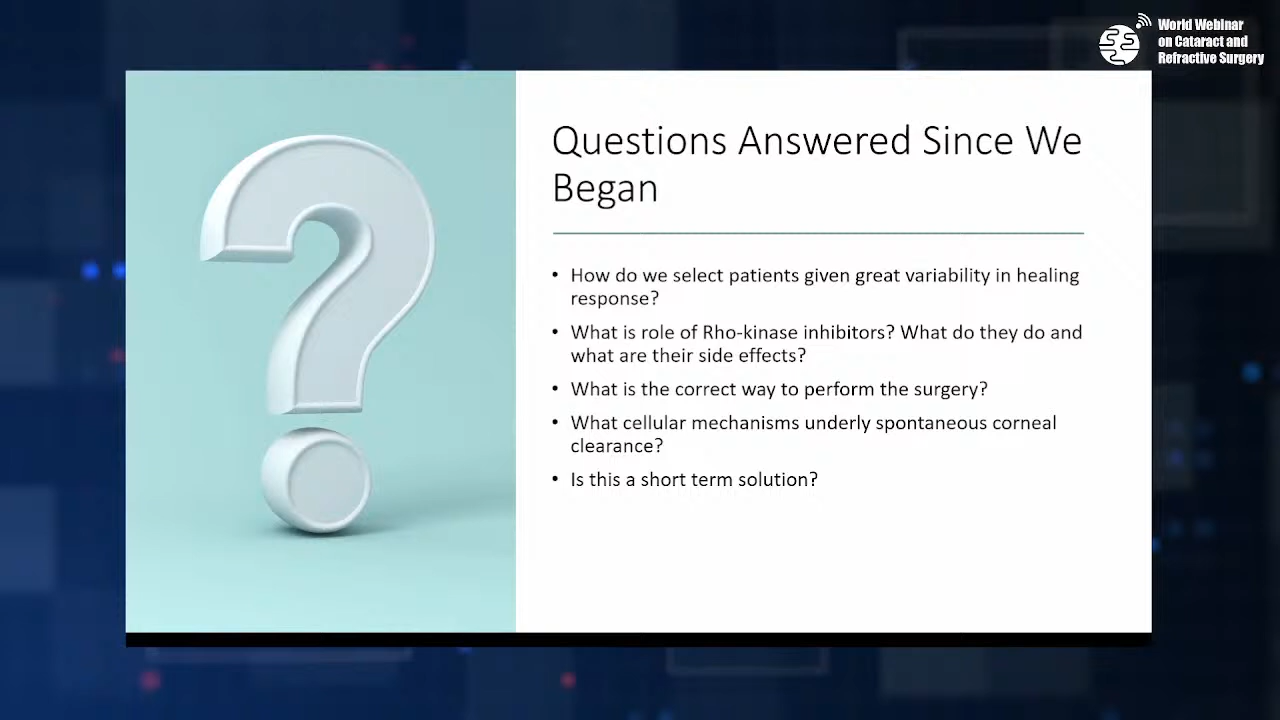 World Webinar
on Cataract and
Refractive Surgery
Questions Answered Since We
Began
• How do we select patients given great variability in healing
response?
• What is role of Rho-kinase inhibitors? What do they do and
what are their side effects?
• What is the correct way to perform the surgery?
• What cellular mechanisms underly spontaneous corneal
clearance?
• Is this a short term solution?